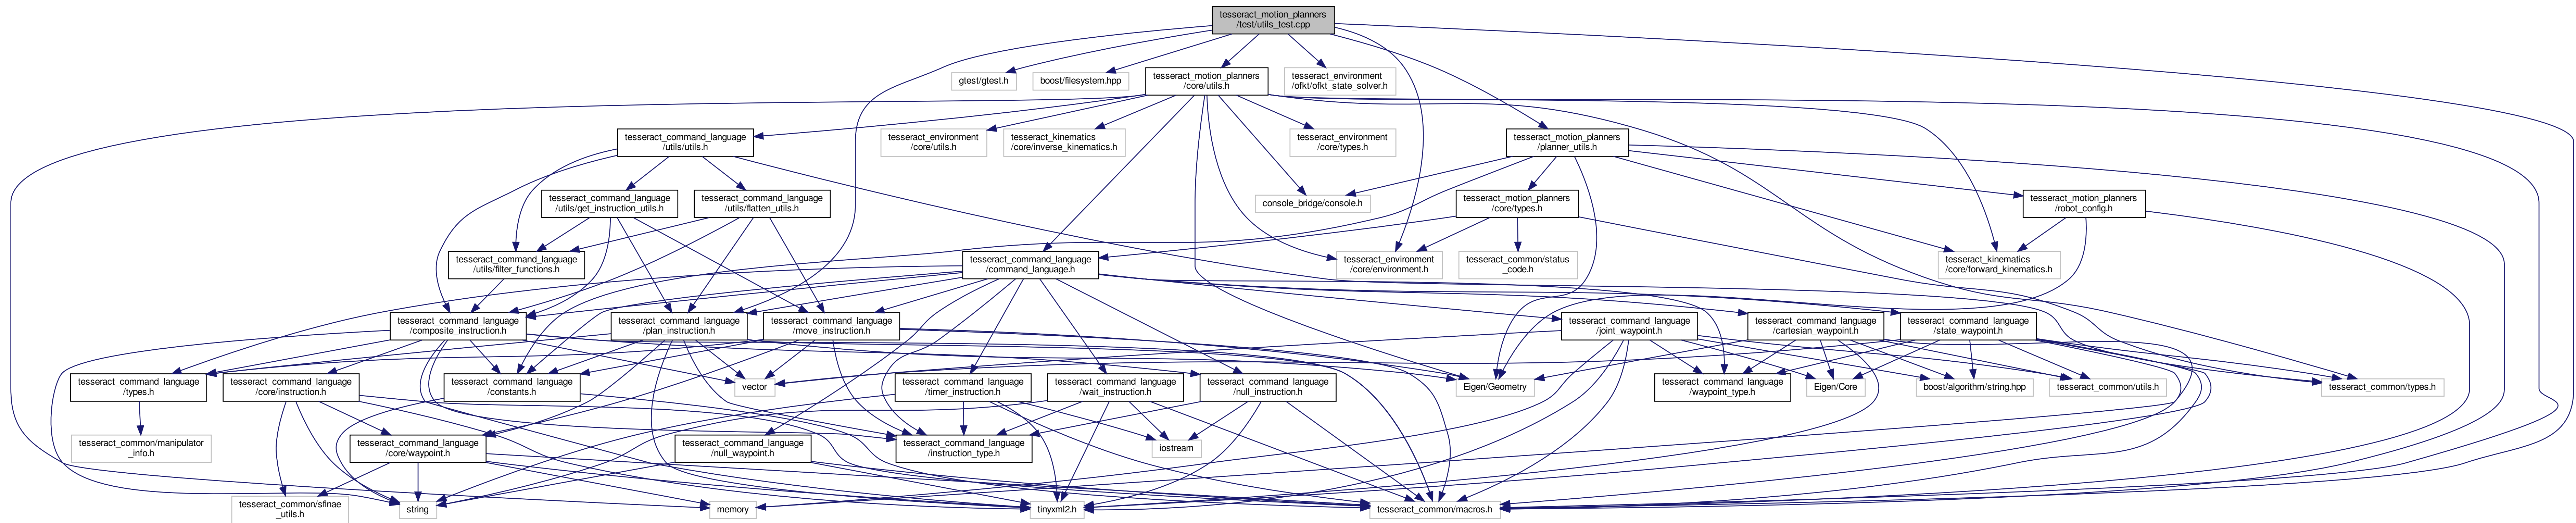 tesseract_motion_planners
/test/utils_test.cpp
gtest/gtest.h
boost/filesystem.hpp
tesseract_motion_planners
/core/utils.h
tesseract_environment
/ofkt/ofkt_state_solver.h
tesseract_command_language
/utils/utils.h
tesseract_environment
/core/utils.h
tesseract_kinematics
/core/inverse_kinematics.h
tesseract_environment
/core/types.h
tesseract_motion_planners
/planner_utils.h
tesseract_command_language
/utils/get_instruction_utils.h
tesseract_command_language
/utils/flatten_utils.h
console_bridge/console.h
tesseract_motion_planners
/core/types.h
tesseract_motion_planners
/robot_config.h
tesseract_command_language
/utils/filter_functions.h
tesseract_command_language
/command_language.h
tesseract_environment
/core/environment.h
tesseract_common/status
_code.h
tesseract_kinematics
/core/forward_kinematics.h
tesseract_command_language
/composite_instruction.h
tesseract_command_language
/plan_instruction.h
tesseract_command_language
/move_instruction.h
tesseract_command_language
/joint_waypoint.h
tesseract_command_language
/cartesian_waypoint.h
tesseract_command_language
/state_waypoint.h
tesseract_command_language
/types.h
tesseract_command_language
/core/instruction.h
tesseract_command_language
/constants.h
vector
tesseract_command_language
/timer_instruction.h
tesseract_command_language
/wait_instruction.h
tesseract_command_language
/null_instruction.h
Eigen/Geometry
tesseract_command_language
/waypoint_type.h
Eigen/Core
boost/algorithm/string.hpp
tesseract_common/utils.h
tesseract_common/types.h
tesseract_common/manipulator
_info.h
tesseract_command_language
/core/waypoint.h
tesseract_command_language
/null_waypoint.h
tesseract_command_language
/instruction_type.h
iostream
tesseract_common/sfinae
_utils.h
string
memory
tinyxml2.h
tesseract_common/macros.h